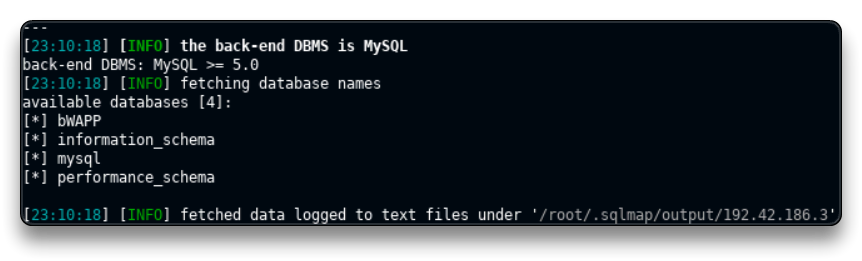 ---
[23:10:18] [INFO] the back-end DBMS is MySQL
back-end DBMS: MySQL >= 5.0
[23:10:18] [INFO] fetching database names
available databases [4]:
[*] bWAPP
[*] information_schema
[*] mysql
[*] performance_schema
[23:10:18] [INFO] fetched data logged to text files under '/root/.sqlmap/output/192.42.186.3'